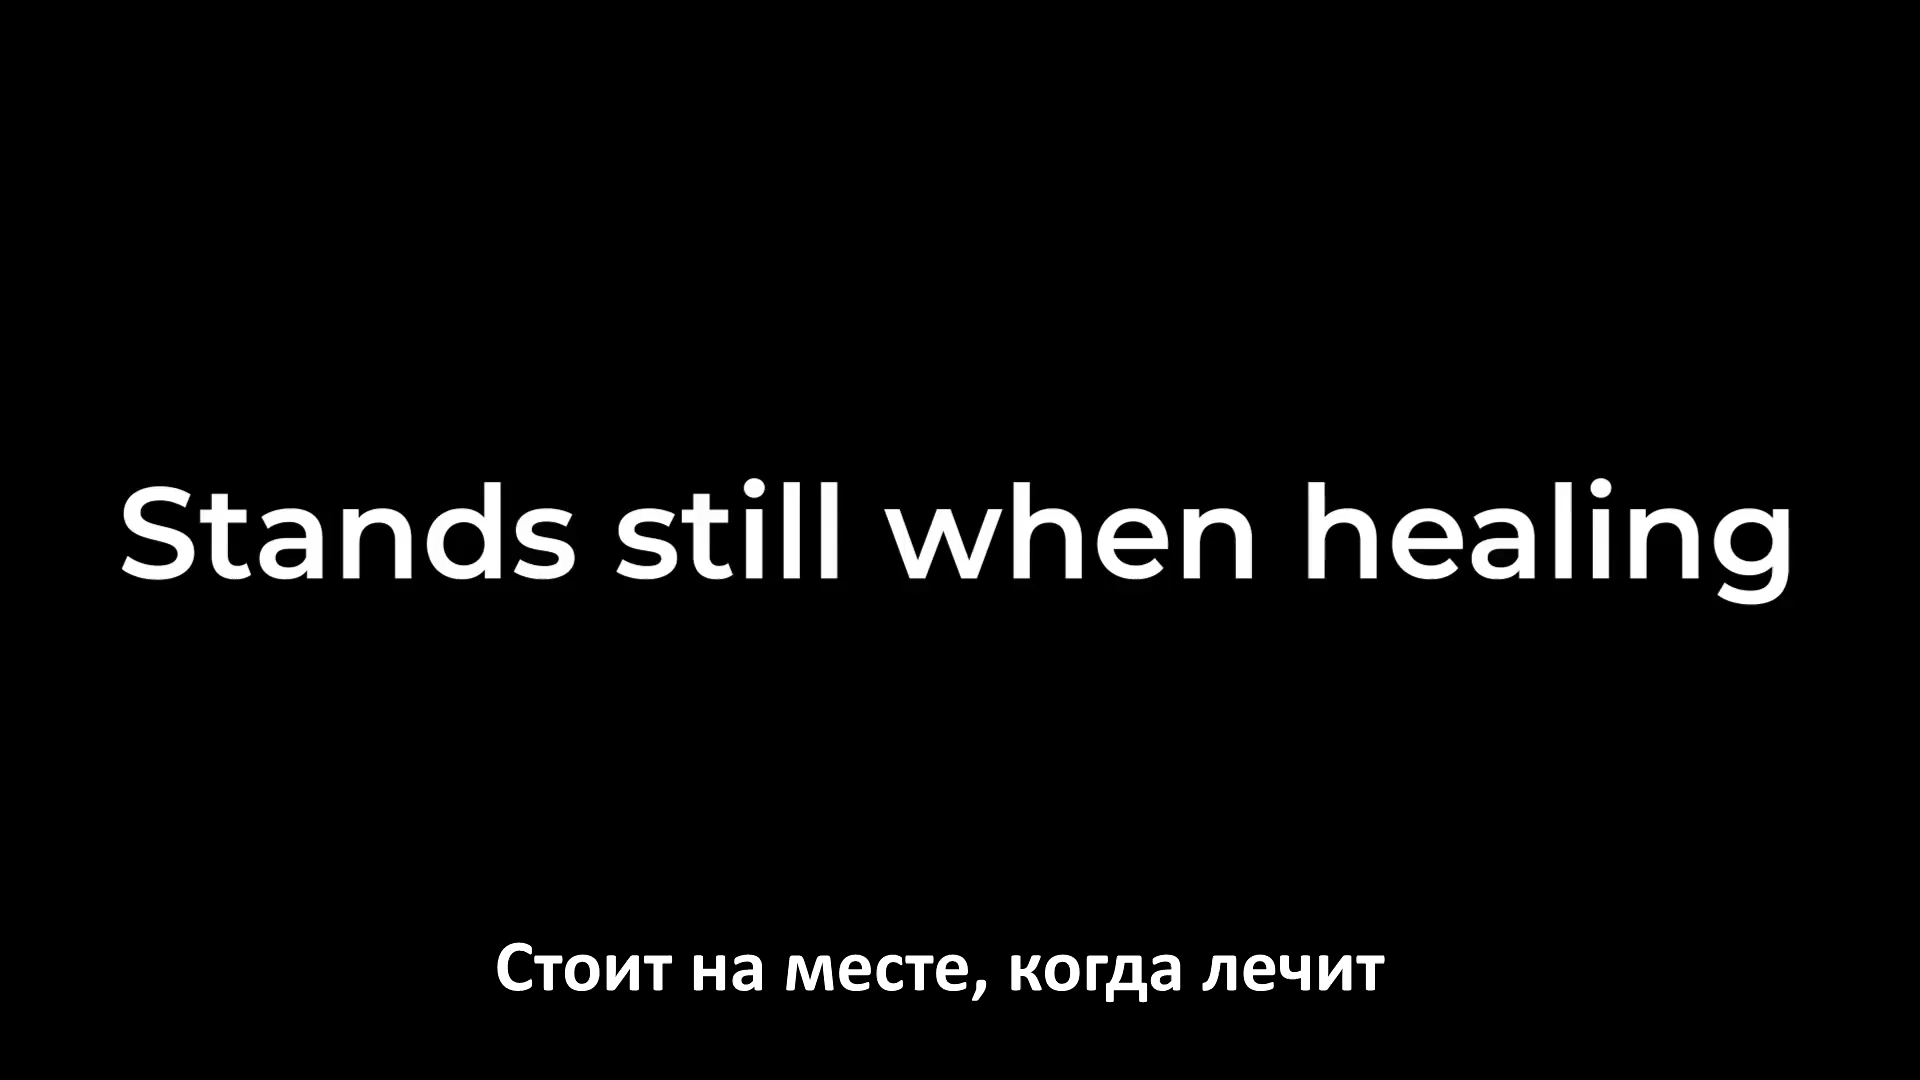 Stands still when healing
Стоит на месте, когда лечит